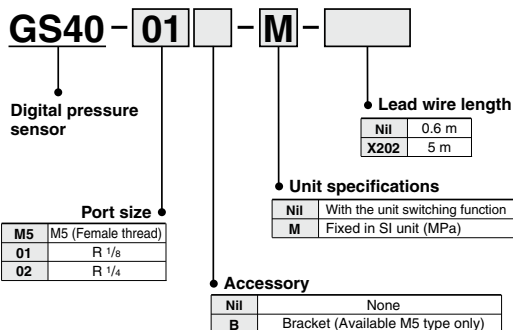 GS40 - 01 - M -
Digital pressure
sensor
Lead wire length
Nil 0.6 m
X202 5 m
Unit specifications
Nil With the unit switching function
M Fixed in SI unit (MPa)
Port size
M5 M5 (Female thread)
01 R 1/8
02 R 1/4
Accessory
Nil None
B Bracket (Available M5 type only)